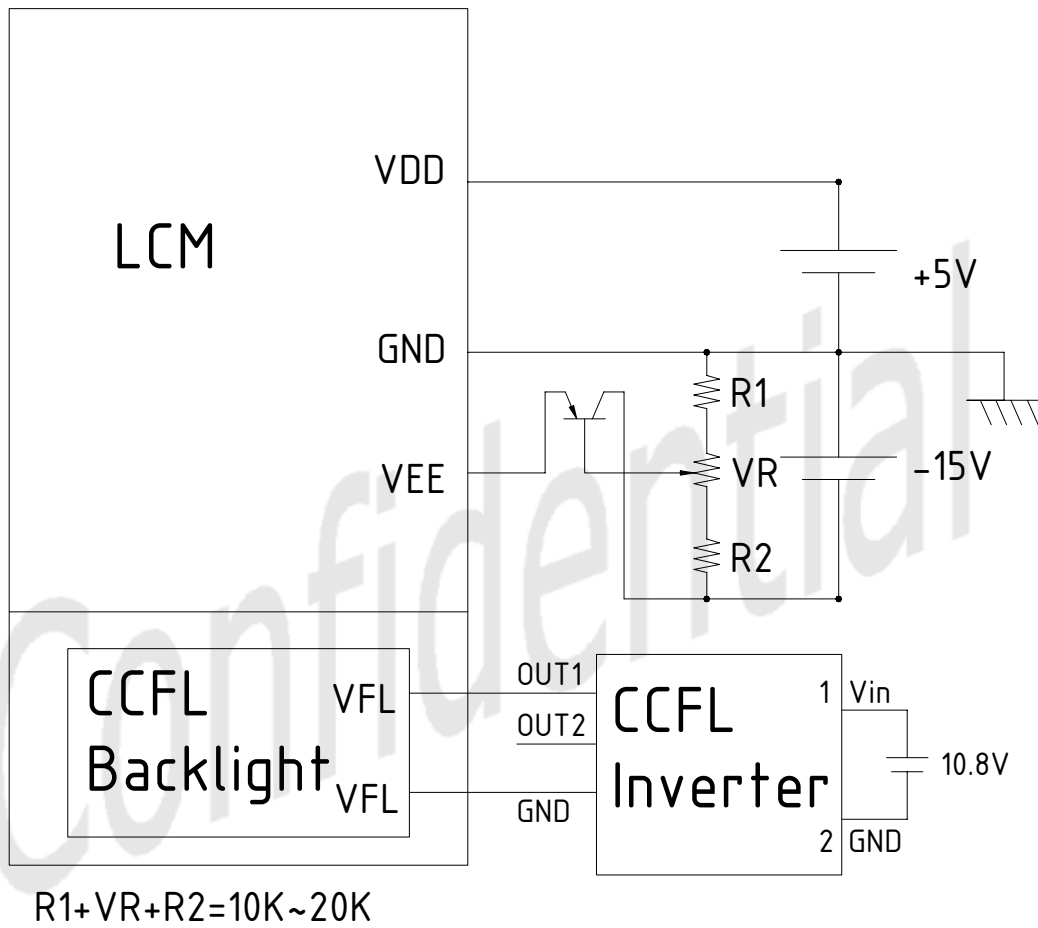 VDD
LCM
+5V
GND
R1
VEE
VR
-15V
R2
CCFL
Backlight
VFL
VFL
OUT1
OUT2
GND
CCFL
Inverter
1 Vin
10.8V
2 GND
R1+VR+R2=10K~20K
Confidential